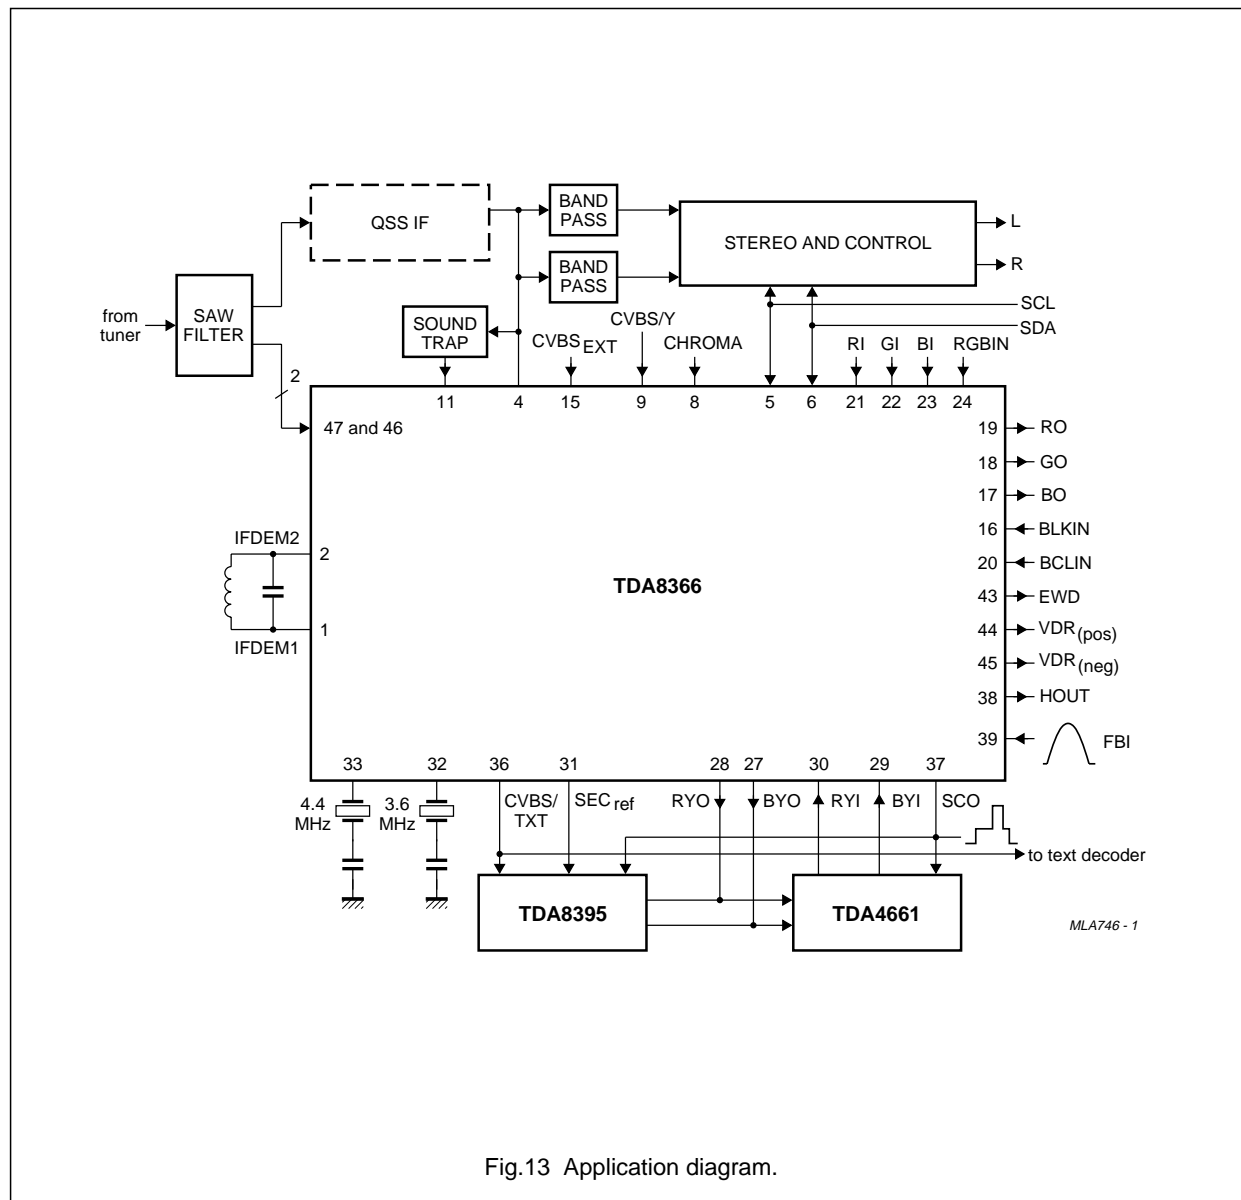 QSS IF
BAND
PASS
BAND
PASS
STEREO AND CONTROL
L
R
SCL
SDA
from
tuner
SAW
FILTER
2
SOUND
TRAP
CVBS EXT
CVBS/Y
CHROMA
RI GI BI RGBIN
11 4 15 9 8 5 6 21 22 23 24
47 and 46
19 RO
18 GO
17 BO
16 BLKIN
20 BCLIN
43 EWD
44 VDR (pos)
45 VDR (neg)
38 HOUT
39 FBI
IFDEM2
2
1
IFDEM1
TDA8366
33 32 36 31 28 27 30 29 37
4.4
MHz
3.6
MHz
CVBS/
TXT
SEC ref
RYO BYO RYI BYI SCO
to text decoder
TDA8395
TDA4661
MLA746 - 1
Fig.13 Application diagram.